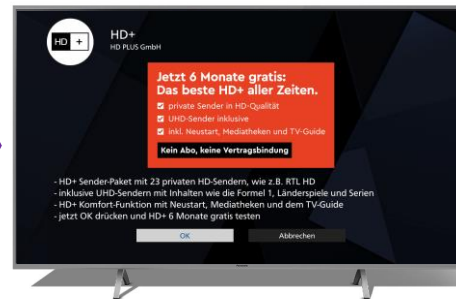 HD +
HD+
HD PLUS GmbH
Jetzt 6 Monate gratis:
Das beste HD+ aller Zeiten.
private Sender in HD-Qualität
UHD-Sender inklusive
inkl. Neustart, Mediatheken und TV-Guide
Kein Abo, keine Vertragsbindung
- HD+ Sender-Paket mit 23 privaten HD-Sendern, wie z.B. RTL HD
- inklusive UHD-Sendern mit Inhalten wie die Formel 1, Länderspiele und Serien
- HD+ Komfort-Funktion mit Neustart, Mediatheken und dem TV-Guide
- jetzt OK drücken und HD+ 6 Monate gratis testen
OK Abbrechen